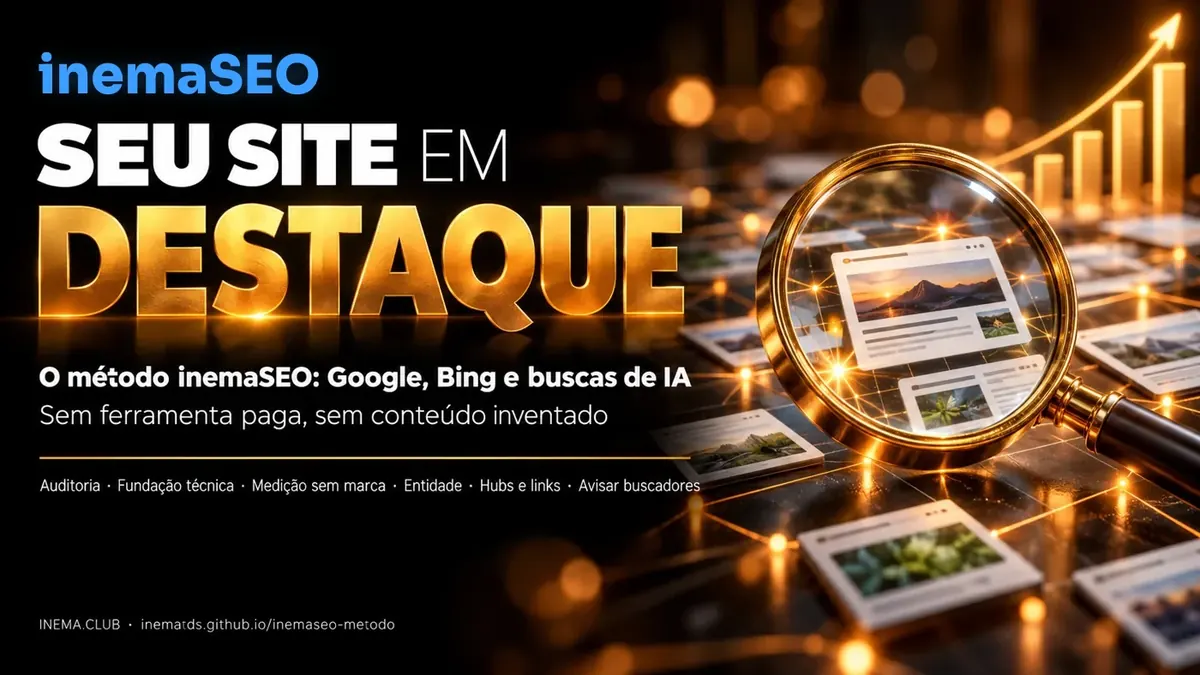 inemaSEO
SEU SITE EM
DESTAQUE
O método inemaSEO: Google, Bing e buscas de IA
Sem ferramenta paga, sem conteúdo inventado
Auditoria · Fundação técnica · Medição sem marca · Entidade · Hubs e links · Avisar buscadores
INEMA.CLUB · inematds.github.io/inemaseo-metodo